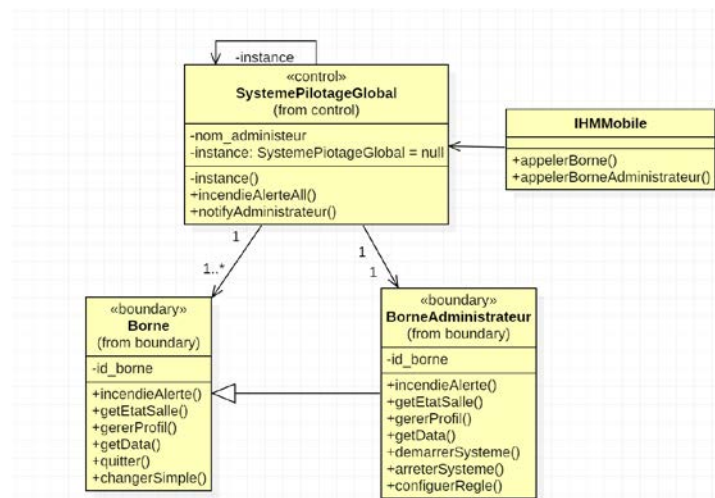 -instance
«control»
SystemePilotageGlobal
(from control)
-nom_administeur
-instance: SystemePiotageGlobal = null
-instance()
+incendieAlerteAll()
+notifyAdministrateur()
IHMMobile
+appelerBorne()
+appelerBorneAdministrateur()
1
1..*
1
1
«boundary»
Borne
(from boundary)
-id_borne
+incendieAlerte()
+getEtatSalle()
+gererProfil()
+getData()
+quitter()
+changerSimple()
«boundary»
BorneAdministrateur
(from boundary)
-id_borne
+incendieAlerte()
+getEtatSalle()
+gererProfil()
+getData()
+demarrerSysteme()
+arreterSysteme()
+configuerRegle()